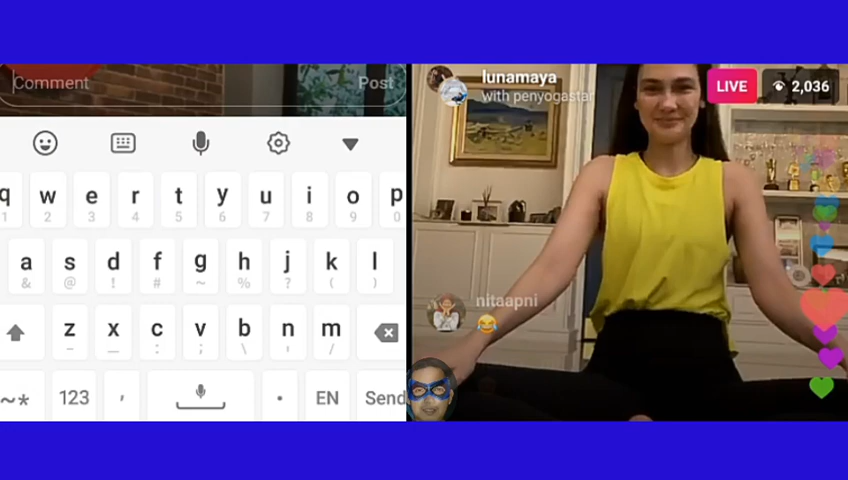 Comment Post
q w e r t y u i o p
1 2 3 4 5 6 7 8 9 0
a s d f g h j k l
& @ ! # ~ % ? ( )
z x c v b n m
- _ : ; \ ' /
~* 123 , . EN Send
lunamaya
with penyogastar
LIVE 2,036
nitaapni